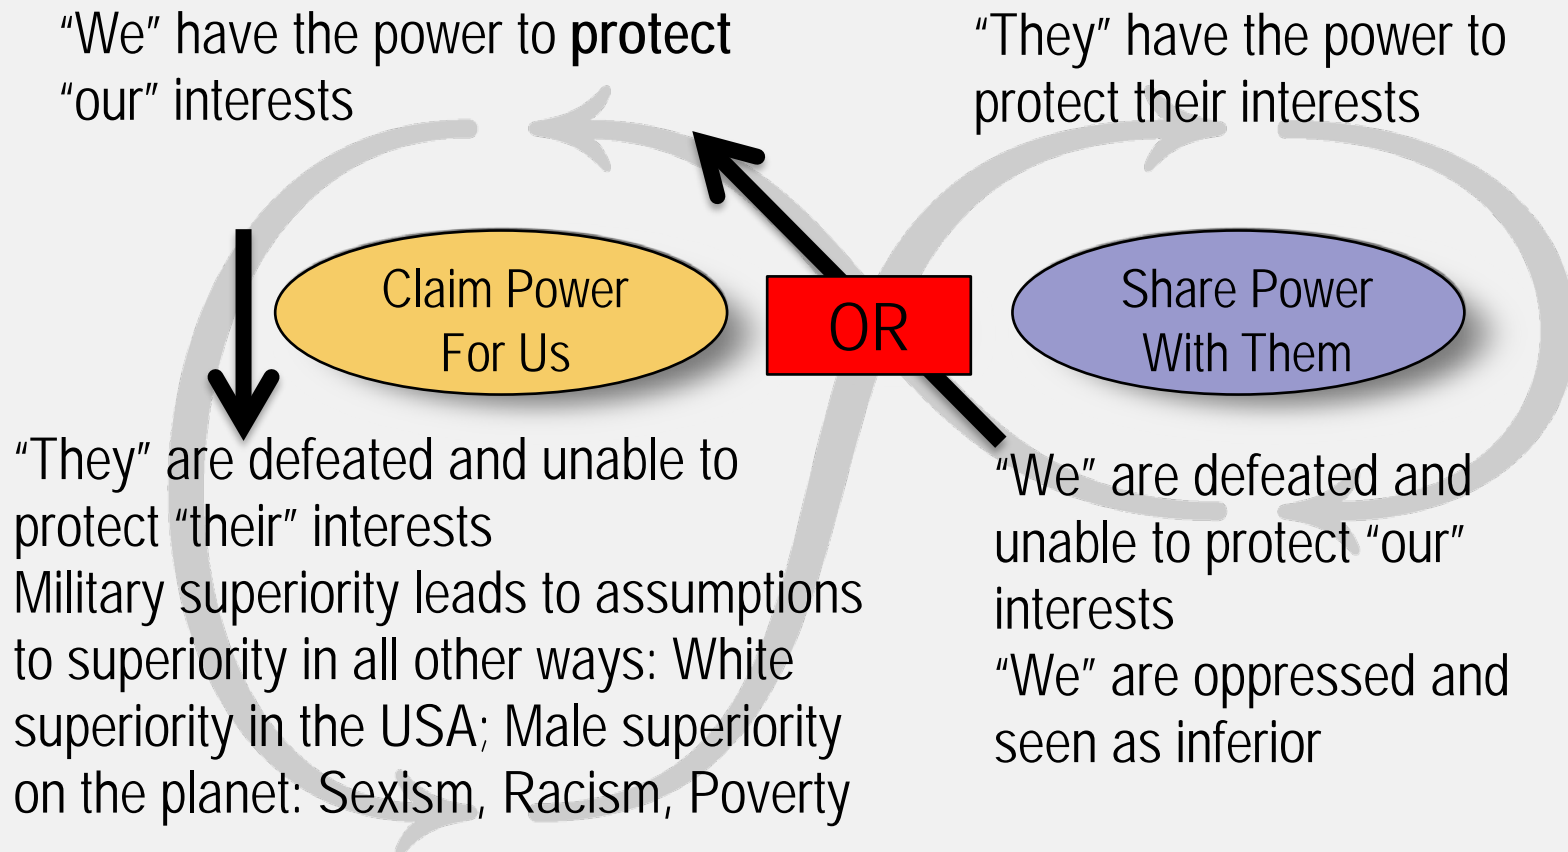 “We” have the power to protect
“our” interests
“They” have the power to
protect their interests
Claim Power
For Us
OR
Share Power
With Them
“They” are defeated and unable to
protect “their” interests
Military superiority leads to assumptions
to superiority in all other ways: White
superiority in the USA; Male superiority
on the planet: Sexism, Racism, Poverty
“We” are defeated and
unable to protect “our”
interests
“We” are oppressed and
seen as inferior